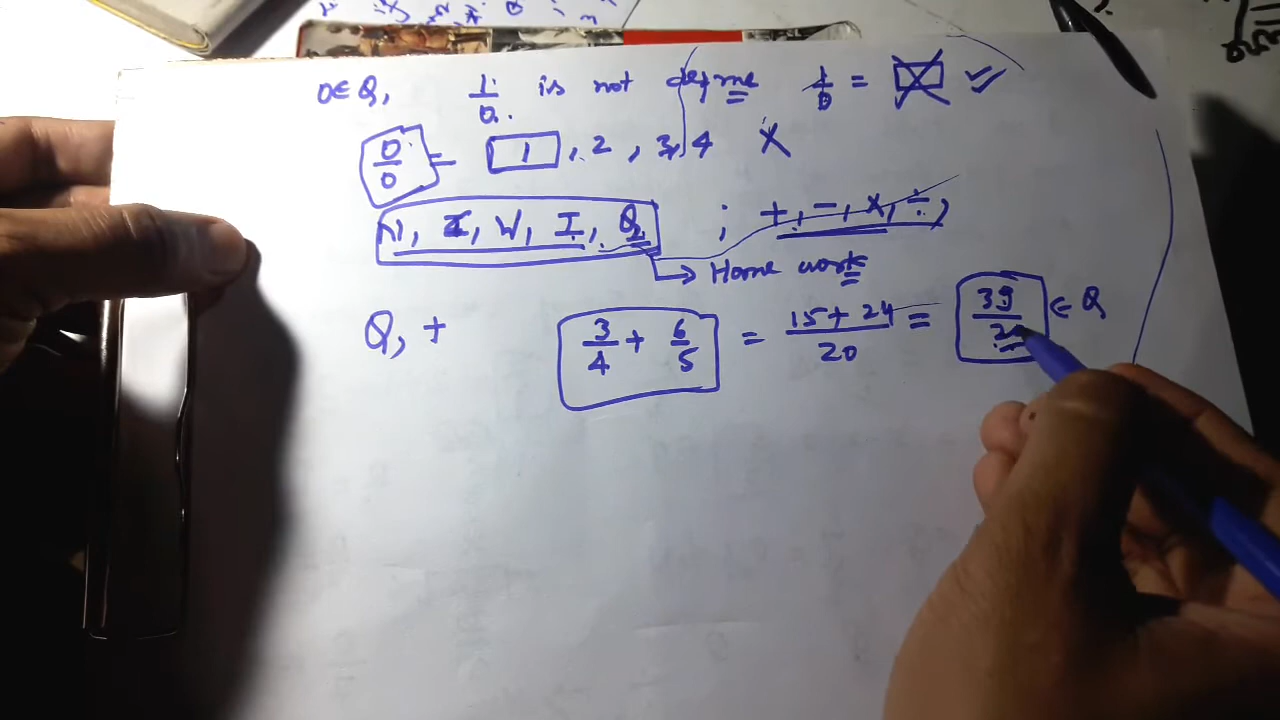 0∈Q, 1/0. is not define 1/0 = ✓✓
0/0 = 1, 2, 3, 4 X
N, Z, W, I, Q ; +, -, ×, ÷,
→ Home work
Q, + 3/4 + 6/5 = 15+24/20 = 39/20 ∈ Q